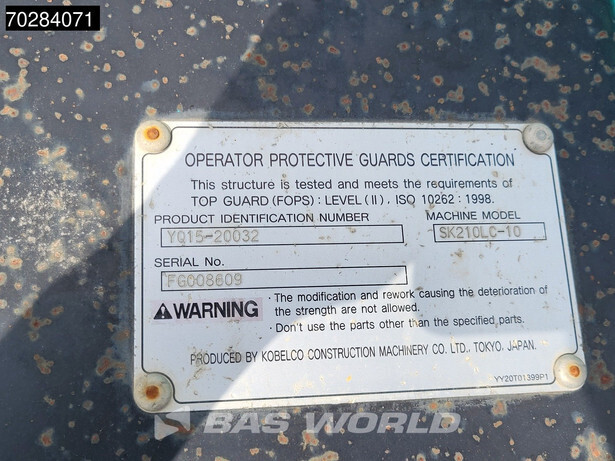 70284071
OPERATOR PROTECTIVE GUARDS CERTIFICATION
This structure is tested and meets the requirements of
TOP GUARD (FOPS) : LEVEL (II) , ISO 10262 : 1998.
PRODUCT IDENTIFICATION NUMBER MACHINE MODEL
YQ15-20032 SK210LC-10
SERIAL No.
FG008609
WARNING
· The modification and rework causing the deterioration of
the strength are not allowed.
· Don't use the parts other than the specified parts.
PRODUCED BY KOBELCO CONSTRUCTION MACHINERY CO. LTD., TOKYO, JAPAN.
YY20T01399P1
BAS WORLD